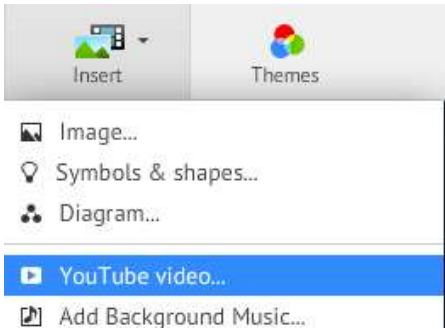 Insert Themes
Image...
Symbols & shapes...
Diagram...
YouTube video...
Add Background Music...